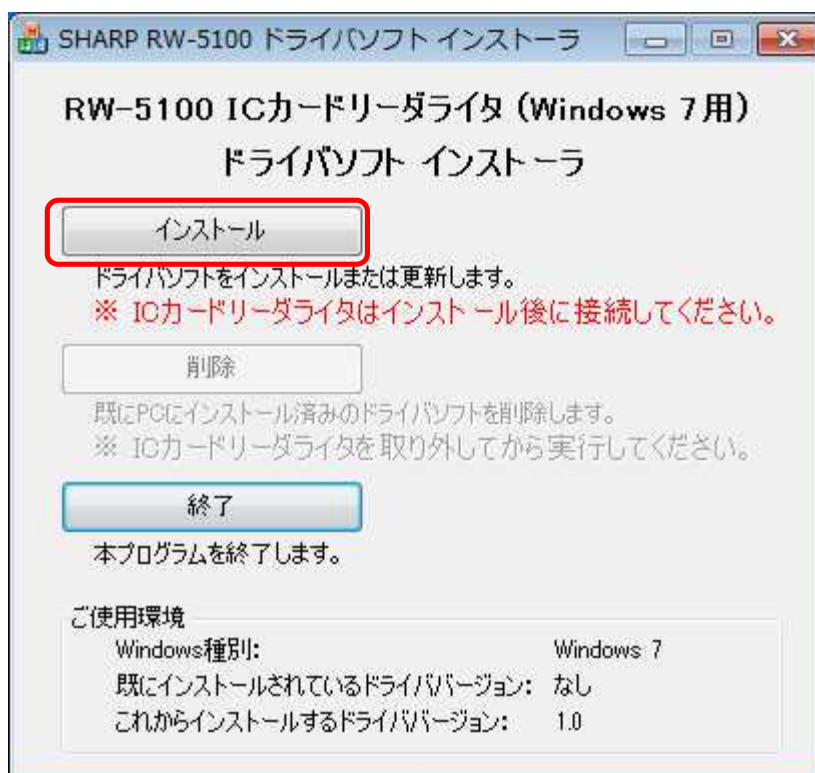 SHARP RW-5100 ドライバソフト インストーラ
RW-5100 ICカードリーダライタ (Windows 7用)
ドライバソフト インストーラ
インストール
ドライバソフトをインストールまたは更新します。
※ ICカードリーダライタはインストール後に接続してください。
削除
既にPCにインストール済みのドライバソフトを削除します。
※ ICカードリーダライタを取り外してから実行してください。
終了
本プログラムを終了します。
ご使用環境
Windows種別: Windows 7
既にインストールされているドライババージョン: なし
これからインストールするドライババージョン: 1.0